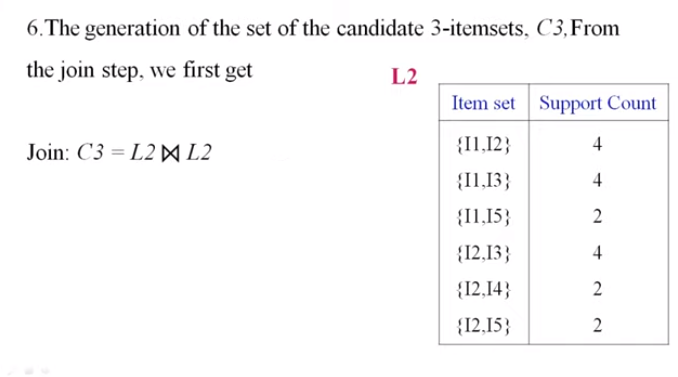 6.The generation of the set of the candidate 3-itemsets, C3,From
the join step, we first get
L2
Join: C3 = L2 ⋈ L2
Item set Support Count
{I1,I2} 4
{I1,I3} 4
{I1,I5} 2
{I2,I3} 4
{I2,I4} 2
{I2,I5} 2